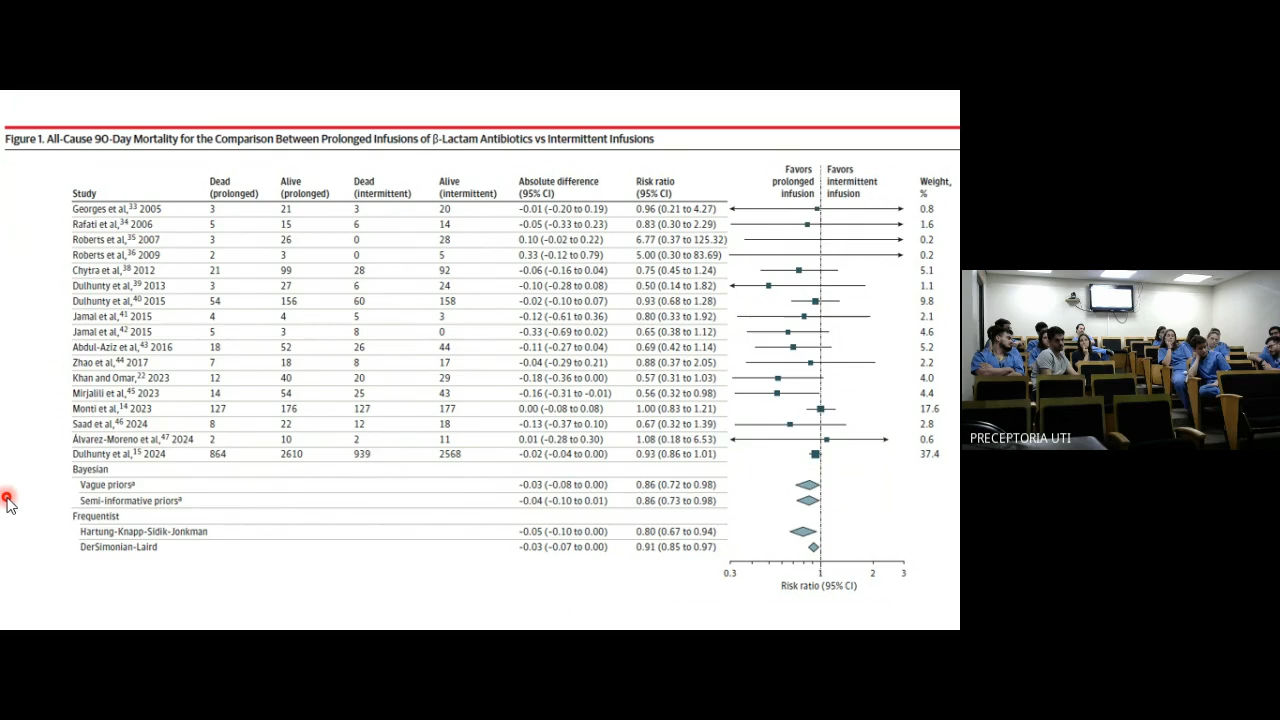 Figure 1. All-Cause 90-Day Mortality for the Comparison Between Prolonged Infusions of β-Lactam Antibiotics vs Intermittent Infusions
Study Dead (prolonged) Alive (prolonged) Dead (intermittent) Alive (intermittent) Absolute difference (95% CI) Risk ratio (95% CI) Favors prolonged infusion Favors intermittent infusion Weight, %
Georges et al,33 2005 3 21 3 20 -0.01 (-0.20 to 0.19) 0.96 (0.21 to 4.27) 0.8
Rafati et al,34 2006 5 15 6 14 -0.05 (-0.33 to 0.23) 0.83 (0.30 to 2.29) 1.6
Roberts et al,35 2007 3 26 0 28 0.10 (-0.02 to 0.22) 6.77 (0.37 to 125.32) 0.2
Roberts et al,36 2009 2 3 0 5 0.33 (-0.12 to 0.79) 5.00 (0.30 to 83.69) 0.2
Chytra et al,38 2012 21 99 28 92 -0.06 (-0.16 to 0.04) 0.75 (0.45 to 1.24) 5.1
Dulhunty et al,39 2013 3 27 6 24 -0.10 (-0.28 to 0.08) 0.50 (0.14 to 1.82) 1.1
Dulhunty et al,40 2015 54 156 60 158 -0.02 (-0.10 to 0.07) 0.93 (0.68 to 1.28) 9.8
Jamal et al,41 2015 4 4 5 3 -0.12 (-0.61 to 0.36) 0.80 (0.33 to 1.92) 2.1
Jamal et al,42 2015 5 3 8 0 -0.33 (-0.69 to 0.02) 0.65 (0.38 to 1.12) 4.6
Abdul-Aziz et al,43 2016 18 52 26 44 -0.11 (-0.27 to 0.04) 0.69 (0.42 to 1.14) 5.2
Zhao et al,44 2017 7 18 8 17 -0.04 (-0.29 to 0.21) 0.88 (0.37 to 2.05) 2.2
Khan and Omar,22 2023 12 40 20 29 -0.18 (-0.36 to 0.00) 0.57 (0.31 to 1.03) 4.0
Mirjalili et al,45 2023 14 54 25 43 -0.16 (-0.31 to -0.01) 0.56 (0.32 to 0.98) 4.4
Monti et al,14 2023 127 176 127 177 0.00 (-0.08 to 0.08) 1.00 (0.83 to 1.21) 17.6
Saad et al,46 2024 8 22 12 18 -0.13 (-0.37 to 0.10) 0.67 (0.32 to 1.39) 2.8
Álvarez-Moreno et al,47 2024 2 10 2 11 0.01 (-0.28 to 0.30) 1.08 (0.18 to 6.53) 0.6
Dulhunty et al,15 2024 864 2610 939 2568 -0.02 (-0.04 to 0.00) 0.93 (0.86 to 1.01) 37.4
Bayesian
Vague priorsa -0.03 (-0.08 to 0.00) 0.86 (0.72 to 0.98)
Semi-informative priorsa -0.04 (-0.10 to 0.01) 0.86 (0.73 to 0.98)
Frequentist
Hartung-Knapp-Sidik-Jonkman -0.05 (-0.10 to 0.00) 0.80 (0.67 to 0.94)
DerSimonian-Laird -0.03 (-0.07 to 0.00) 0.91 (0.85 to 0.97)
0.3 1 2 3
Risk ratio (95% CI)
PRECEPTORIA UTI